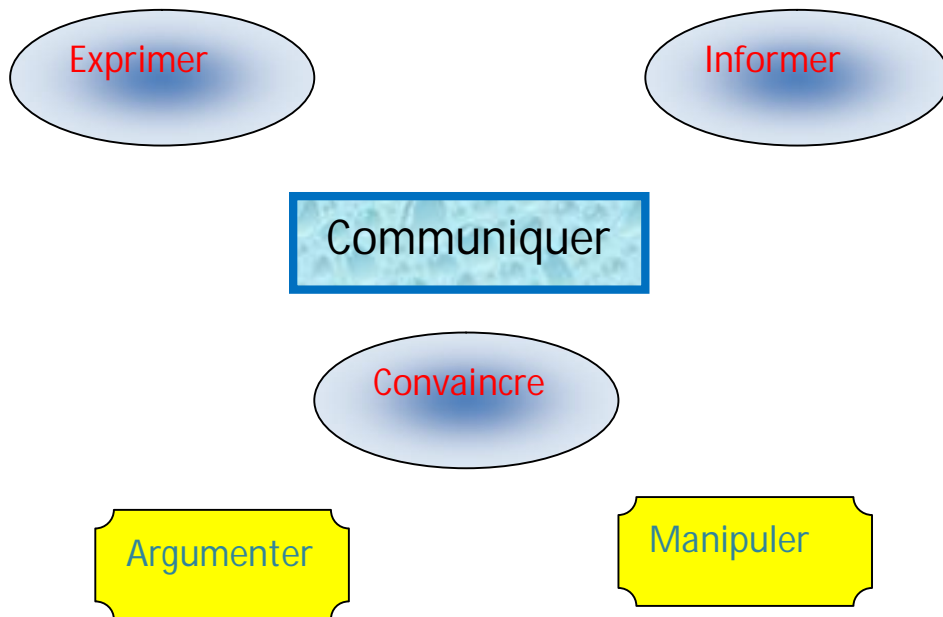 Exprimer
Informer
Communiquer
Convaincre
Argumenter
Manipuler